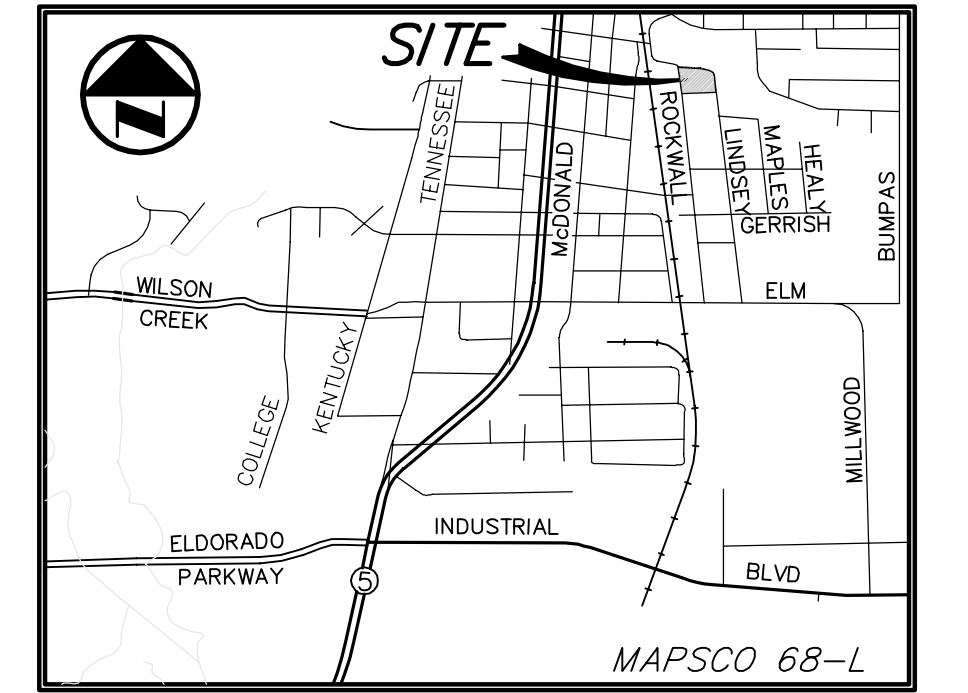 SITE
N
TENNESSEE
ROCKWALL
LINDSEY
MAPLES
HEALY
McDONALD
BUMPAS
GERRISH
WILSON
CREEK
ELM
KENTUCKY
COLLEGE
MILLWOOD
ELDORADO
PARKWAY
INDUSTRIAL
BLVD
5
MAPSCO 68-L